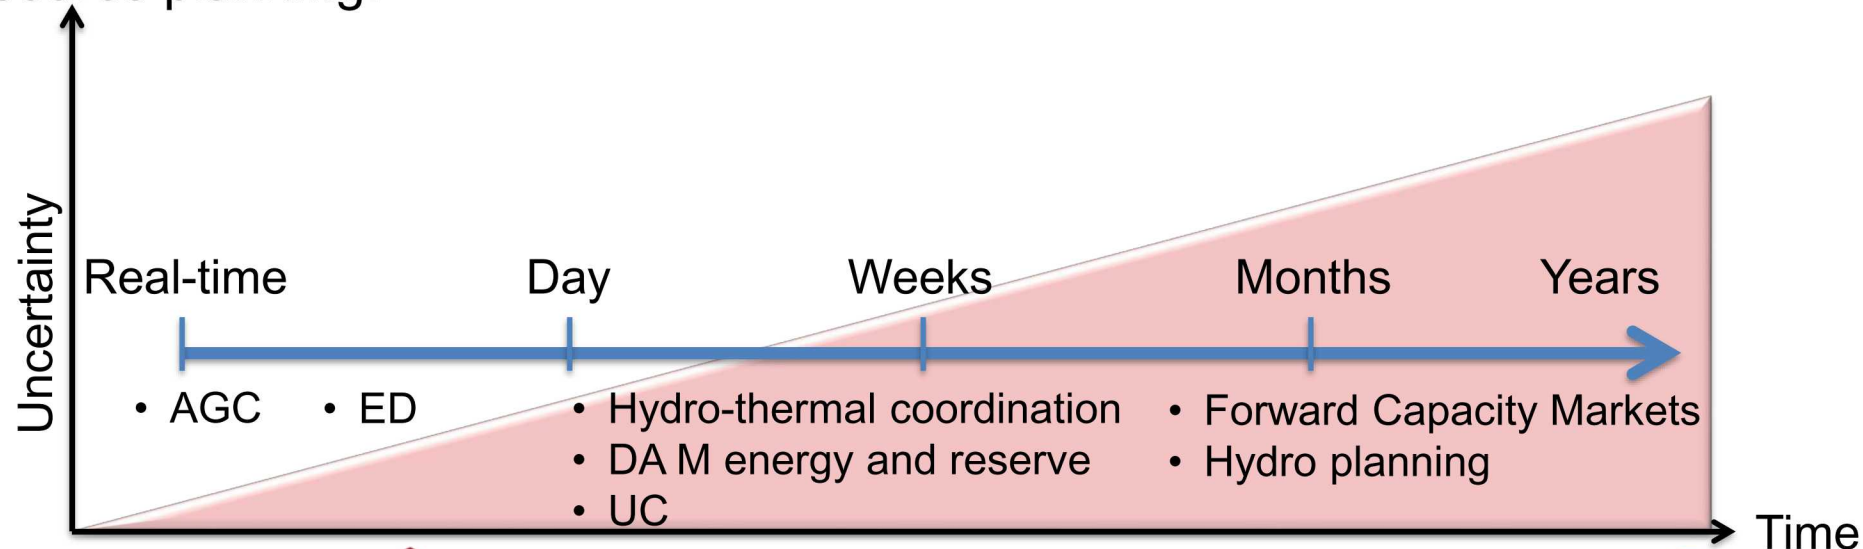 planning.
Uncertainty
Real-time Day Weeks Months Years
• AGC • ED • Hydro-thermal coordination • Forward Capacity Markets
• DA M energy and reserve • Hydro planning
• UC
Time